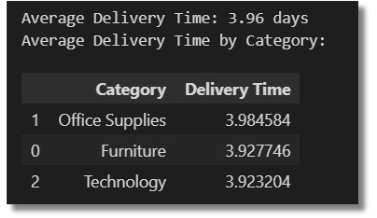 Average Delivery Time: 3.96 days
Average Delivery Time by Category:
Category Delivery Time
1 Office Supplies 3.984584
0 Furniture 3.927746
2 Technology 3.923204